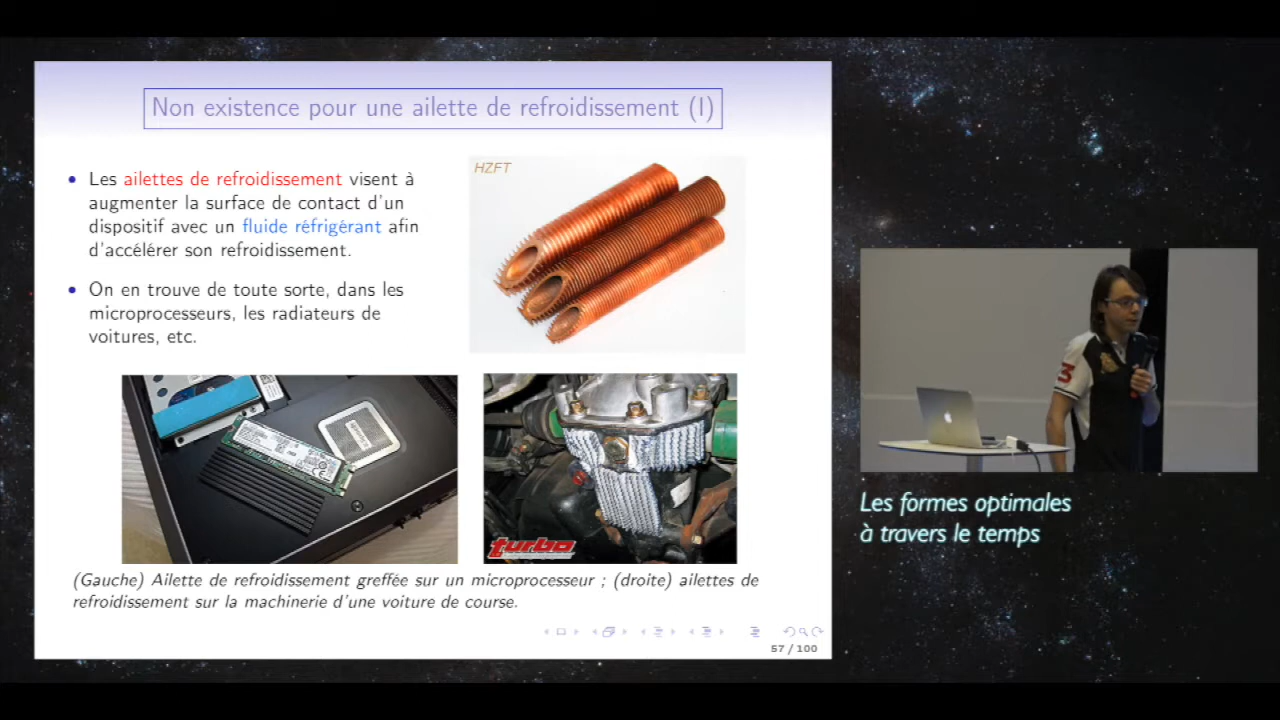 Non existence pour une ailette de refroidissement (I)
• Les ailettes de refroidissement visent à
augmenter la surface de contact d'un
dispositif avec un fluide réfrigérant afin
d'accélérer son refroidissement.
• On en trouve de toute sorte, dans les
microprocesseurs, les radiateurs de
voitures, etc.
HZFT
turbo
(Gauche) Ailette de refroidissement greffée sur un microprocesseur ; (droite) ailettes de
refroidissement sur la machinerie d'une voiture de course.
57 / 100
3
Les formes optimales
à travers le temps